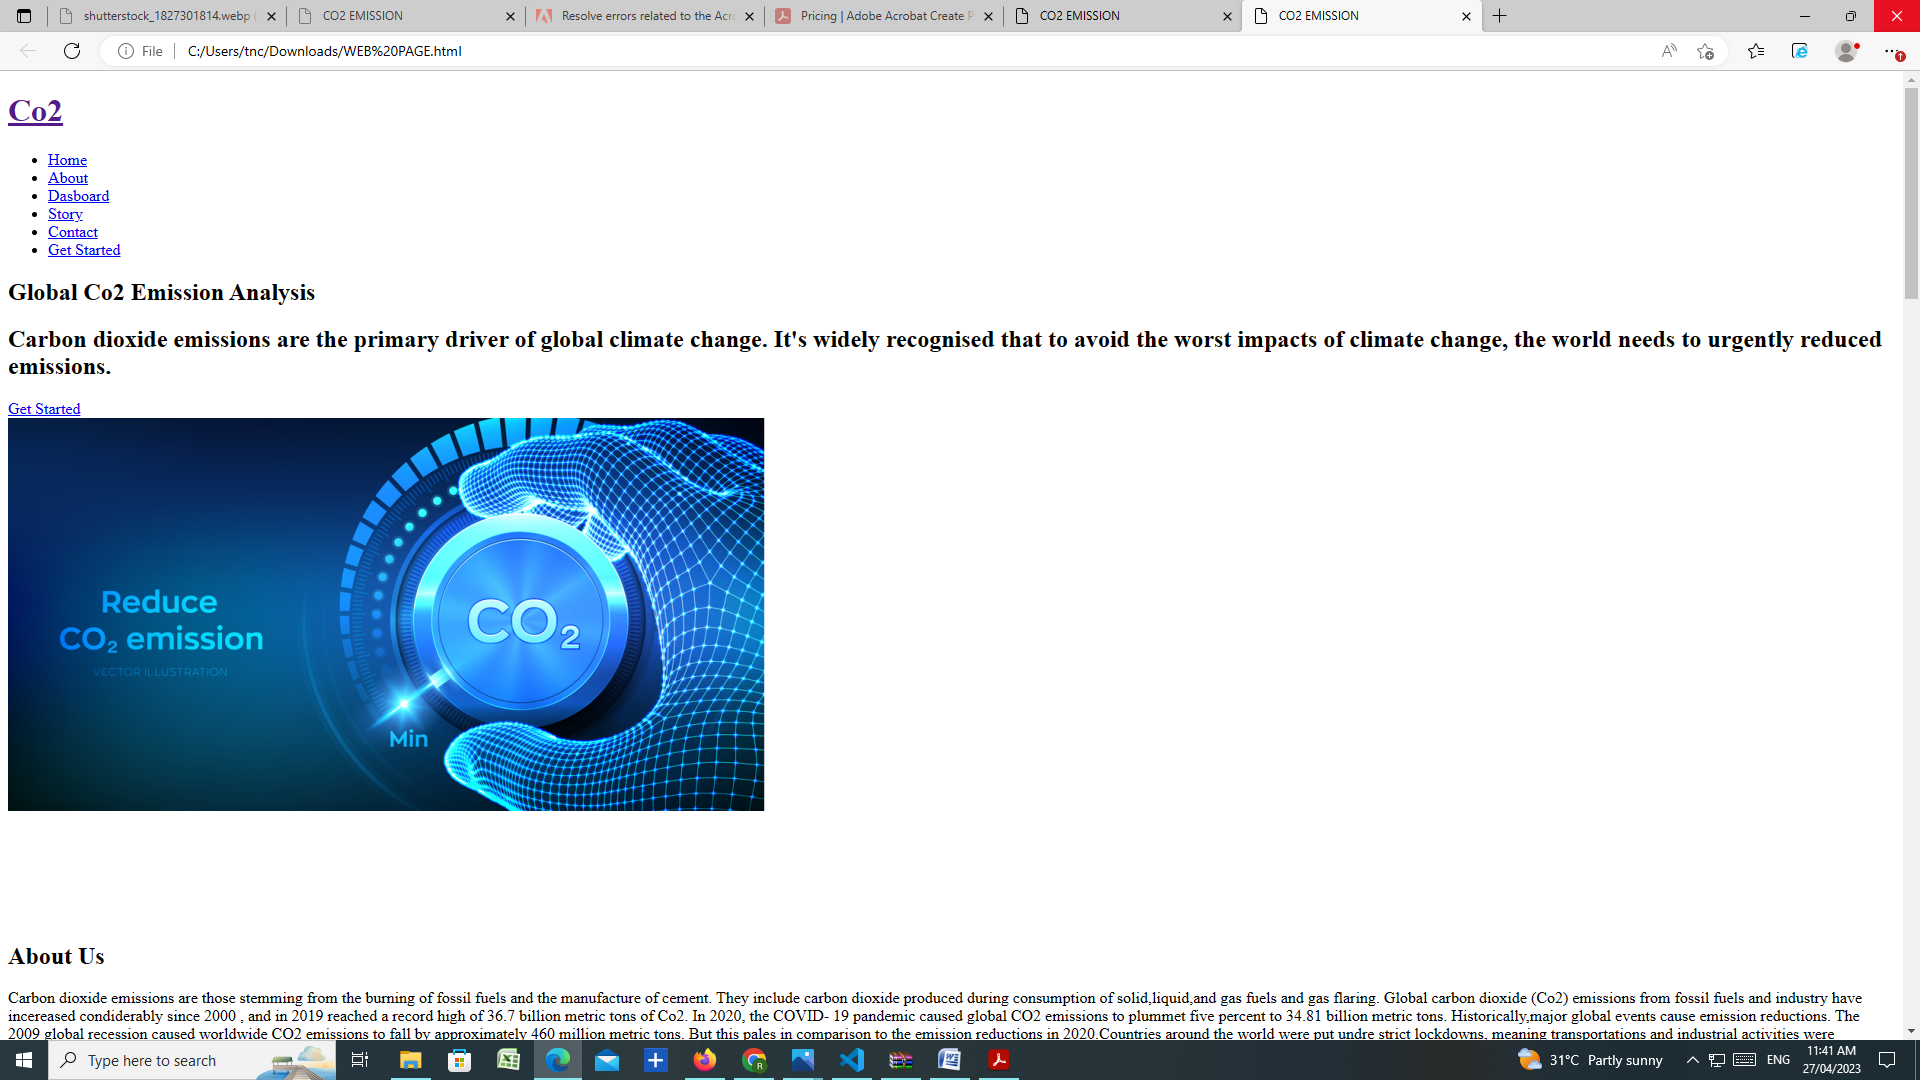 shutterstock_1827301814.webp (
CO2 EMISSION
Resolve errors related to the Acro
Pricing | Adobe Acrobat Create P
CO2 EMISSION
CO2 EMISSION
File
C:/Users/tnc/Downloads/WEB%20PAGE.html
Co2
Home
About
Dasboard
Story
Contact
Get Started
Global Co2 Emission Analysis
Carbon dioxide emissions are the primary driver of global climate change. It's widely recognised that to avoid the worst impacts of climate change, the world needs to urgently reduced
emissions.
Get Started
Reduce
CO₂ emission
VECTOR ILLUSTRATION
CO₂
Min
About Us
Carbon dioxide emissions are those stemming from the burning of fossil fuels and the manufacture of cement. They include carbon dioxide produced during consumption of solid,liquid,and gas fuels and gas flaring. Global carbon dioxide (Co2) emissions from fossil fuels and industry have
incereased condiderably since 2000 , and in 2019 reached a record high of 36.7 billion metric tons of Co2. In 2020, the COVID- 19 pandemic caused global CO2 emissions to plummet five percent to 34.81 billion metric tons. Historically,major global events cause emission reductions. The
2009 global recession caused worldwide CO2 emissions to fall by approximately 460 million metric tons. But this pales in comparison to the emission reductions in 2020.Countries around the world were put undre strict lockdowns, meaning transportations and industrial activities were
Type here to search
31°C Partly sunny
ENG
11:41 AM
27/04/2023